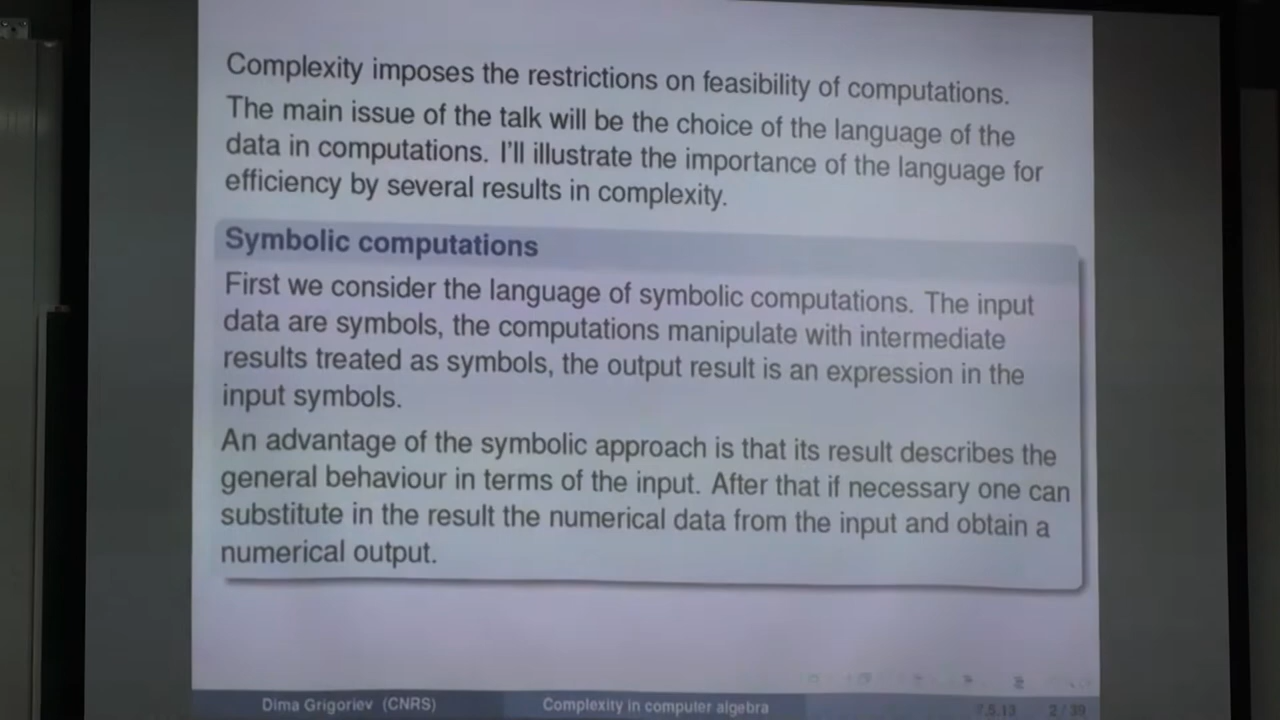 Complexity imposes the restrictions on feasibility of computations.
The main issue of the talk will be the choice of the language of the
data in computations. I'll illustrate the importance of the language for
efficiency by several results in complexity.
Symbolic computations
First we consider the language of symbolic computations. The input
data are symbols, the computations manipulate with intermediate
results treated as symbols, the output result is an expression in the
input symbols.
An advantage of the symbolic approach is that its result describes the
general behaviour in terms of the input. After that if necessary one can
substitute in the result the numerical data from the input and obtain a
numerical output.
Dima Grigoriev (CNRS) Complexity in computer algebra 7.5.13 2 / 39